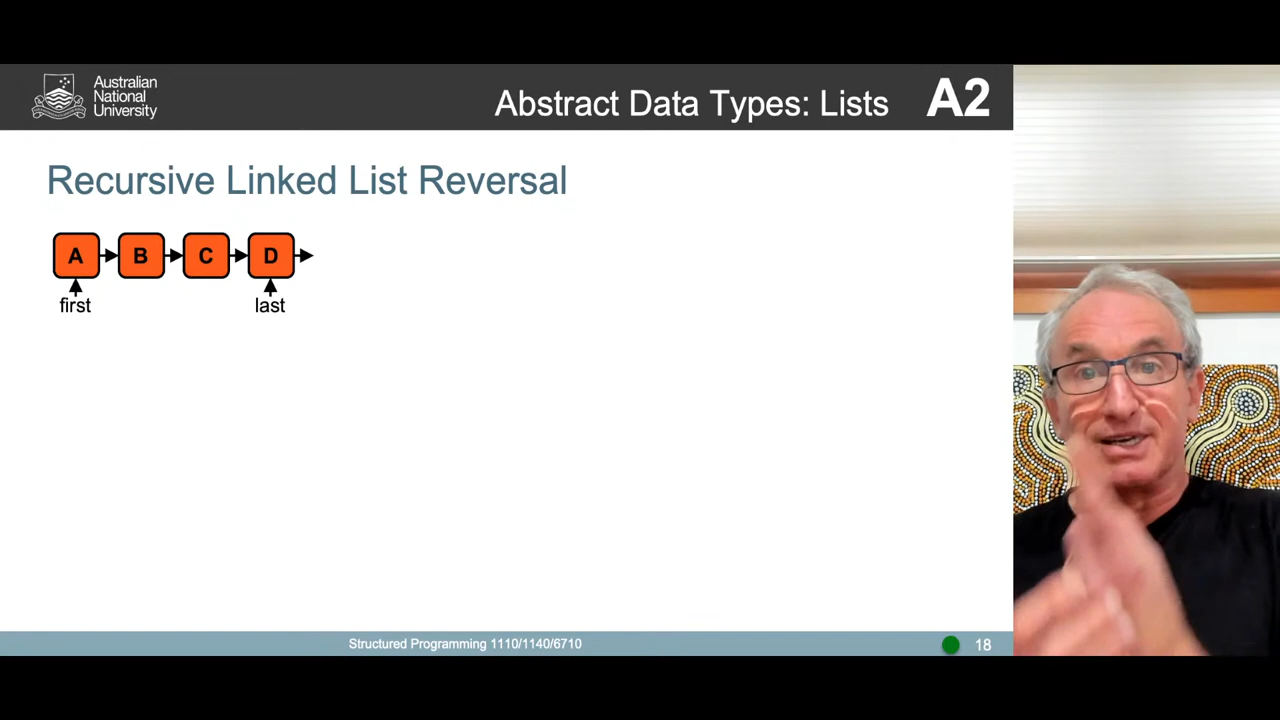 Australian
National
University
Abstract Data Types: Lists A2
Recursive Linked List Reversal
A B C D
first last
Structured Programming 1110/1140/6710 18